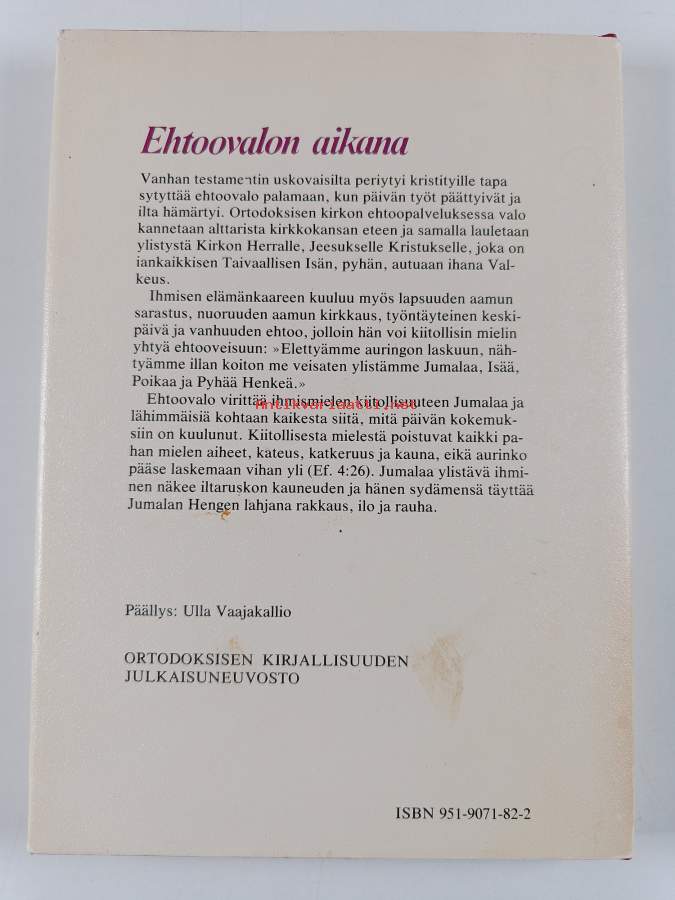 Ehtoovalon aikana
Vanhan testamentin uskovaisilta periytyi kristityille tapa
sytyttää ehtoovalo palamaan, kun päivän työt päättyivät ja
ilta hämärtyi. Ortodoksisen kirkon ehtoopalveluksessa valo
kannetaan alttarista kirkkokansan eteen ja samalla lauletaan
ylistystä Kirkon Herralle, Jeesukselle Kristukselle, joka on
iankaikkisen Taivaallisen Isän, pyhän, autuaan ihana Val-
keus.
Ihmisen elämänkaareen kuuluu myös lapsuuden aamun
sarastus, nuoruuden aamun kirkkaus, työntäyteinen keski-
päivä ja vanhuuden ehtoo, jolloin hän voi kiitollisin mielin
yhtyä ehtooveisuun: »Elettyämme auringon laskuun, näh-
tyämme illan koiton me veisaten ylistämme Jumalaa, Isää,
Poikaa ja Pyhää Henkeä.»
Ehtoovalo virittää ihmismielen kiitollisuuteen Jumalaa ja
antikvariaatti.net
lähimmäisiä kohtaan kaikesta siitä, mitä päivän kokemuk-
siin on kuulunut. Kiitollisesta mielestä poistuvat kaikki pa-
han mielen aiheet, kateus, katkeruus ja kauna, eikä aurinko
pääse laskemaan vihan yli (Ef. 4:26). Jumalaa ylistävä ihmi-
nen näkee iltaruskon kauneuden ja hänen sydämensä täyttää
Jumalan Hengen lahjana rakkaus, ilo ja rauha.
Päällys: Ulla Vaajakallio
ORTODOKSISEN KIRJALLISUUDEN
JULKAISUNEUVOSTO
ISBN 951-9071-82-2